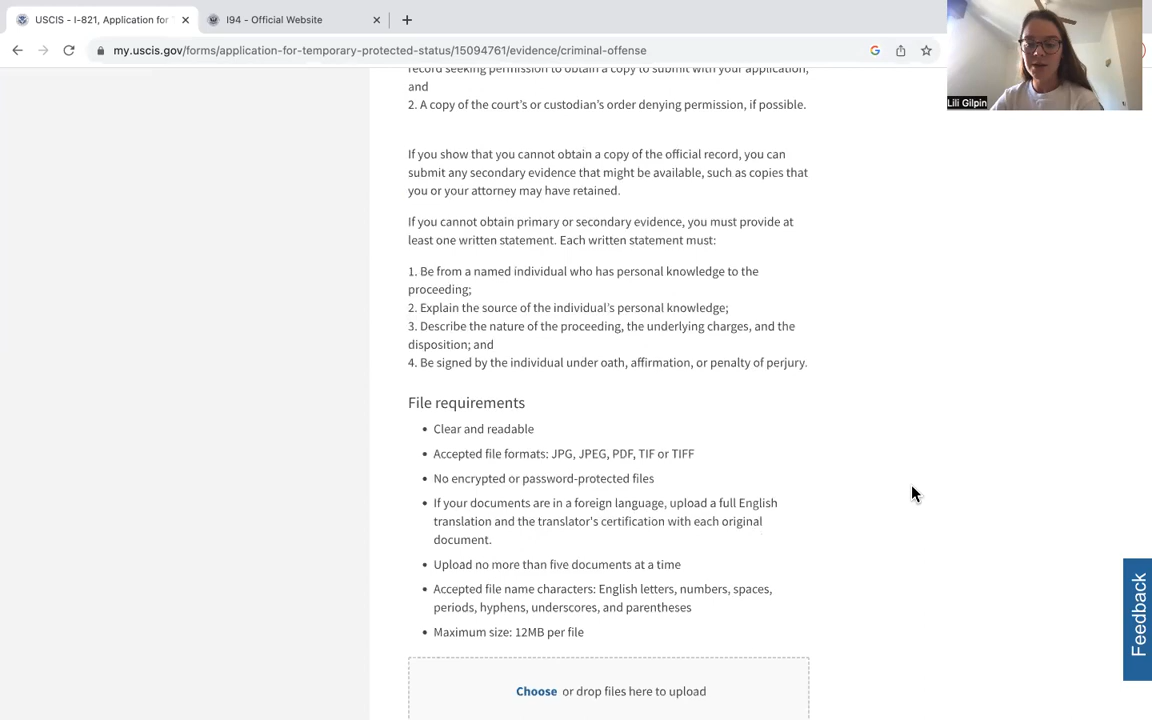 USCIS - I-821, Application for
I94 - Official Website
my.uscis.gov/forms/application-for-temporary-protected-status/15094761/evidence/criminal-offense
record seeking permission to obtain a copy to submit with your application;
and
2. A copy of the court's or custodian's order denying permission, if possible.
If you show that you cannot obtain a copy of the official record, you can
submit any secondary evidence that might be available, such as copies that
you or your attorney may have retained.
If you cannot obtain primary or secondary evidence, you must provide at
least one written statement. Each written statement must:
1. Be from a named individual who has personal knowledge to the
proceeding;
2. Explain the source of the individual's personal knowledge;
3. Describe the nature of the proceeding, the underlying charges, and the
disposition; and
4. Be signed by the individual under oath, affirmation, or penalty of perjury.
File requirements
• Clear and readable
• Accepted file formats: JPG, JPEG, PDF, TIF or TIFF
• No encrypted or password-protected files
• If your documents are in a foreign language, upload a full English
translation and the translator's certification with each original
document.
• Upload no more than five documents at a time
• Accepted file name characters: English letters, numbers, spaces,
periods, hyphens, underscores, and parentheses
• Maximum size: 12MB per file
Choose or drop files here to upload
Lili Gilpin
Feedback